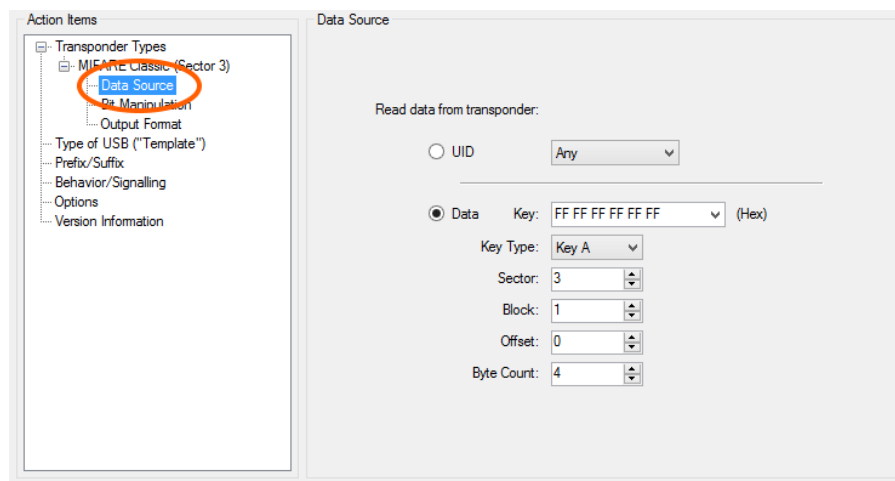 Action Items
Transponder Types
MIFARE Classic (Sector 3)
Data Source
Bit Manipulation
Output Format
Type of USB ("Template")
Prefix/Suffix
Behavior/Signalling
Options
Version Information
Data Source
Read data from transponder:
UID Any
Data Key: FF FF FF FF FF FF (Hex)
Key Type: Key A
Sector: 3
Block: 1
Offset: 0
Byte Count: 4